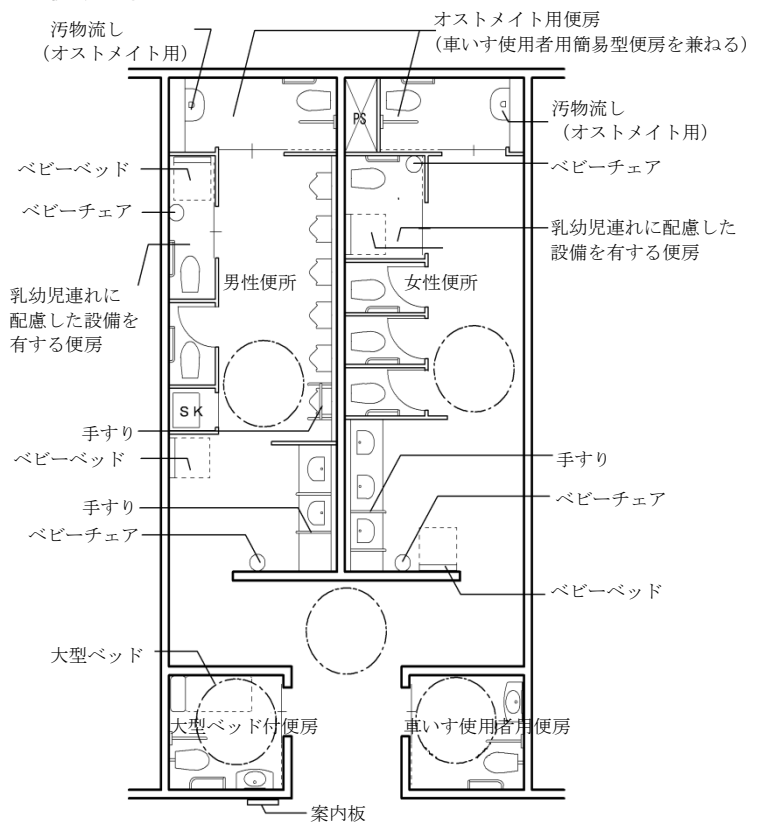 汚物流し
(オストメイト用)
オストメイト用便房
(車いす使用者用簡易型便房を兼ねる)
PS
汚物流し
(オストメイト用)
ベビーベッド
ベビーチェア
ベビーチェア
乳幼児連れに配慮した
設備を有する便房
男性便所
女性便所
乳幼児連れに
配慮した設備を
有する便房
SK
手すり
ベビーベッド
手すり
手すり
ベビーチェア
ベビーチェア
ベビーベッド
大型ベッド
大型ベッド付便房
車いす使用者用便房
案内板